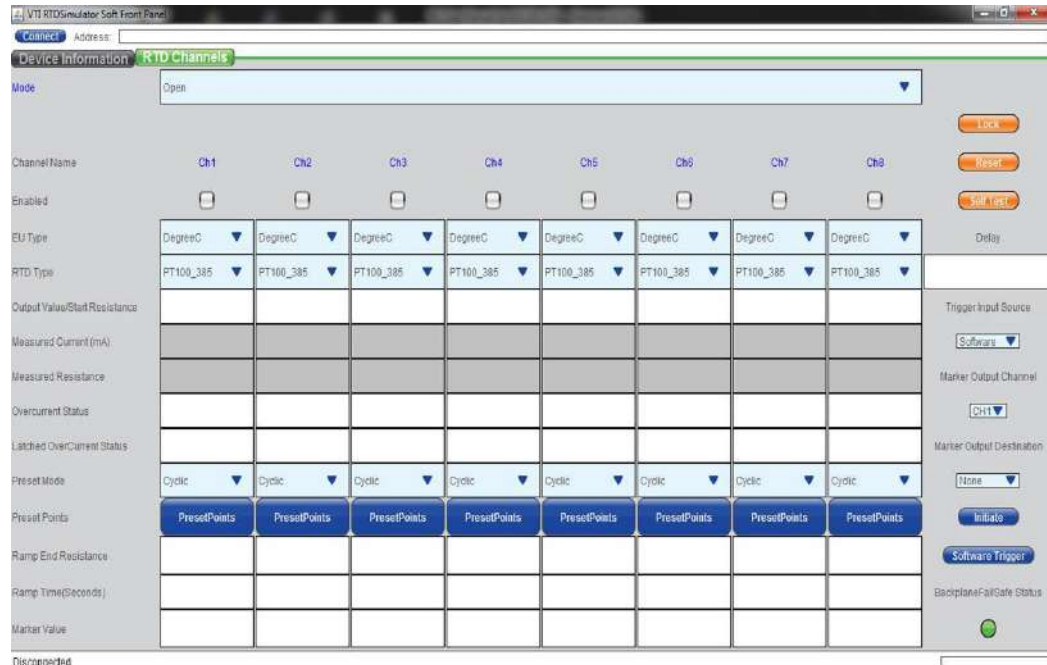 VTI RTDSimulator Soft Front Panel
Connect Address:
Device Information RTD Channels
Mode Open
Lock
Channel Name Ch1 Ch2 Ch3 Ch4 Ch5 Ch6 Ch7 Ch8 Reset
Enabled Self Test
EU Type DegreeC DegreeC DegreeC DegreeC DegreeC DegreeC DegreeC DegreeC Delay
RTD Type PT100_385 PT100_385 PT100_385 PT100_385 PT100_385 PT100_385 PT100_385 PT100_385
Output Value/Start Resistance Trigger Input Source
Measured Current (mA) Software
Measured Resistance Marker Output Channel
Overcurrent Status CH1
Latched OverCurrent Status Marker Output Destination
Preset Mode Cyclic Cyclic Cyclic Cyclic Cyclic Cyclic Cyclic Cyclic None
Preset Points PresetPoints PresetPoints PresetPoints PresetPoints PresetPoints PresetPoints PresetPoints PresetPoints Initiate
Ramp End Resistance Software Trigger
Ramp Time(Seconds) BackplaneFailSafe Status
Marker Value
Disconnected